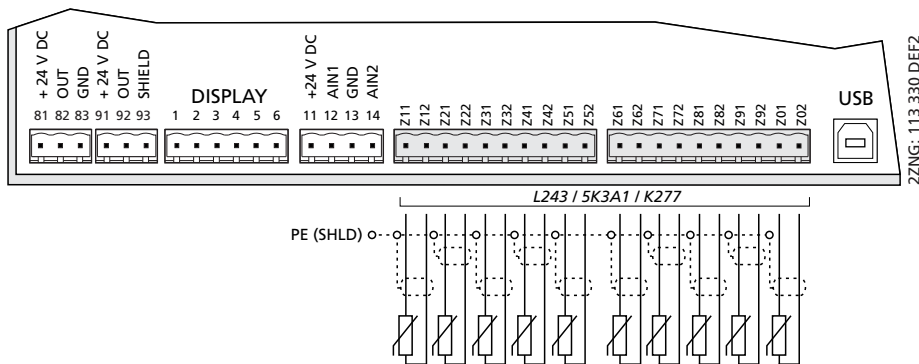 +24 V DC
OUT
GND
+24 V DC
OUT
SHIELD
81 82 83 91 92 93
DISPLAY
1 2 3 4 5 6
+24 V DC
AIN1
GND
AIN2
11 12 13 14
Z11 Z12 Z21 Z22 Z31 Z32 Z41 Z42 Z51 Z52
Z61 Z62 Z71 Z72 Z81 Z82 Z91 Z92 Z01 Z02
USB
2ZNG: 113 330 DEF2
L243 / 5K3A1 / K277
PE (SHLD)